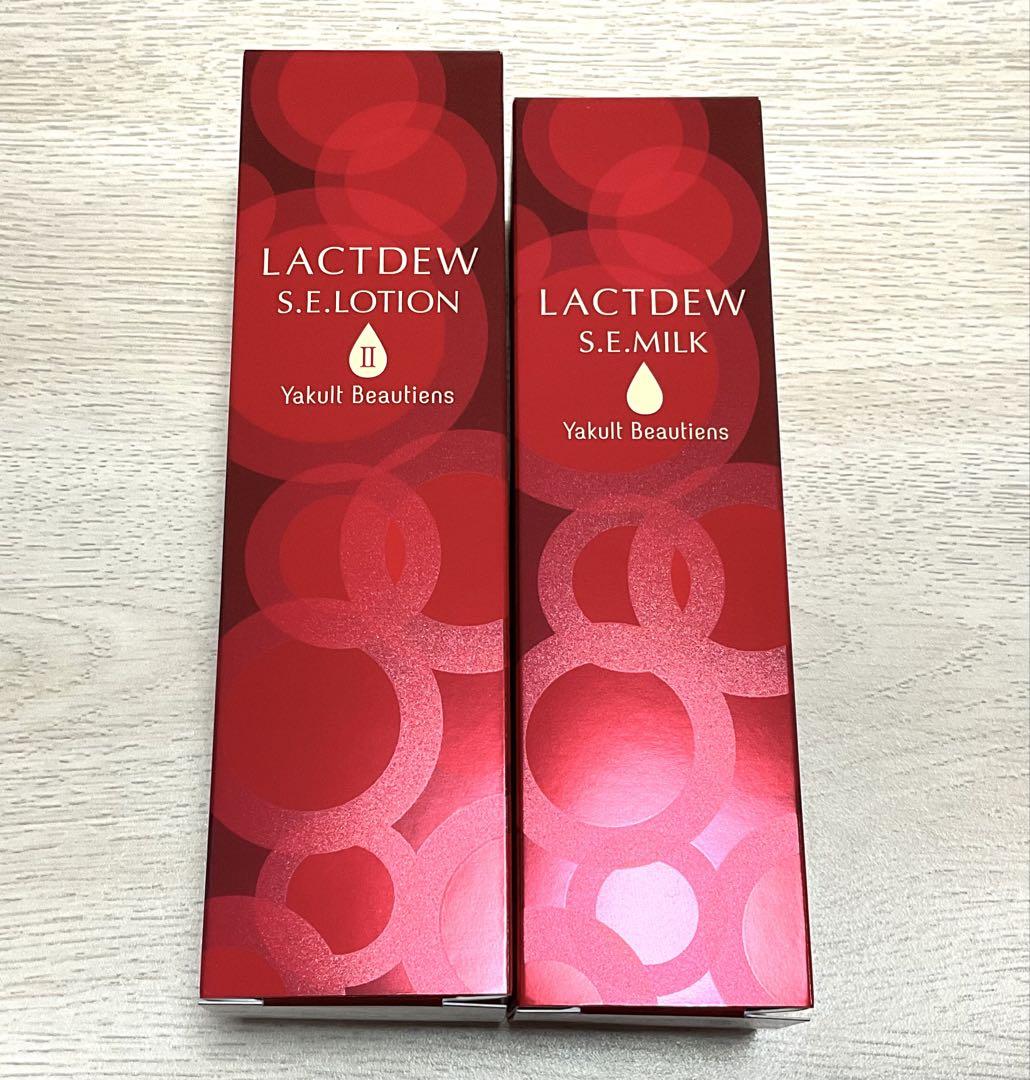 LACTDEW
S.E.LOTION
II
Yakult Beautiens
LACTDEW
S.E.MILK
Yakult Beautiens